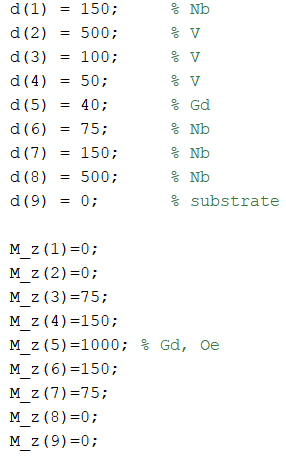 d(1) = 150;     % Nb
d(2) = 500;     % V
d(3) = 100;     % V
d(4) = 50;      % V
d(5) = 40;      % Gd
d(6) = 75;      % Nb
d(7) = 150;     % Nb
d(8) = 500;     % Nb
d(9) = 0;       % substrate

M_z(1)=0;
M_z(2)=0;
M_z(3)=75;
M_z(4)=150;
M_z(5)=1000; % Gd, Oe
M_z(6)=150;
M_z(7)=75;
M_z(8)=0;
M_z(9)=0;